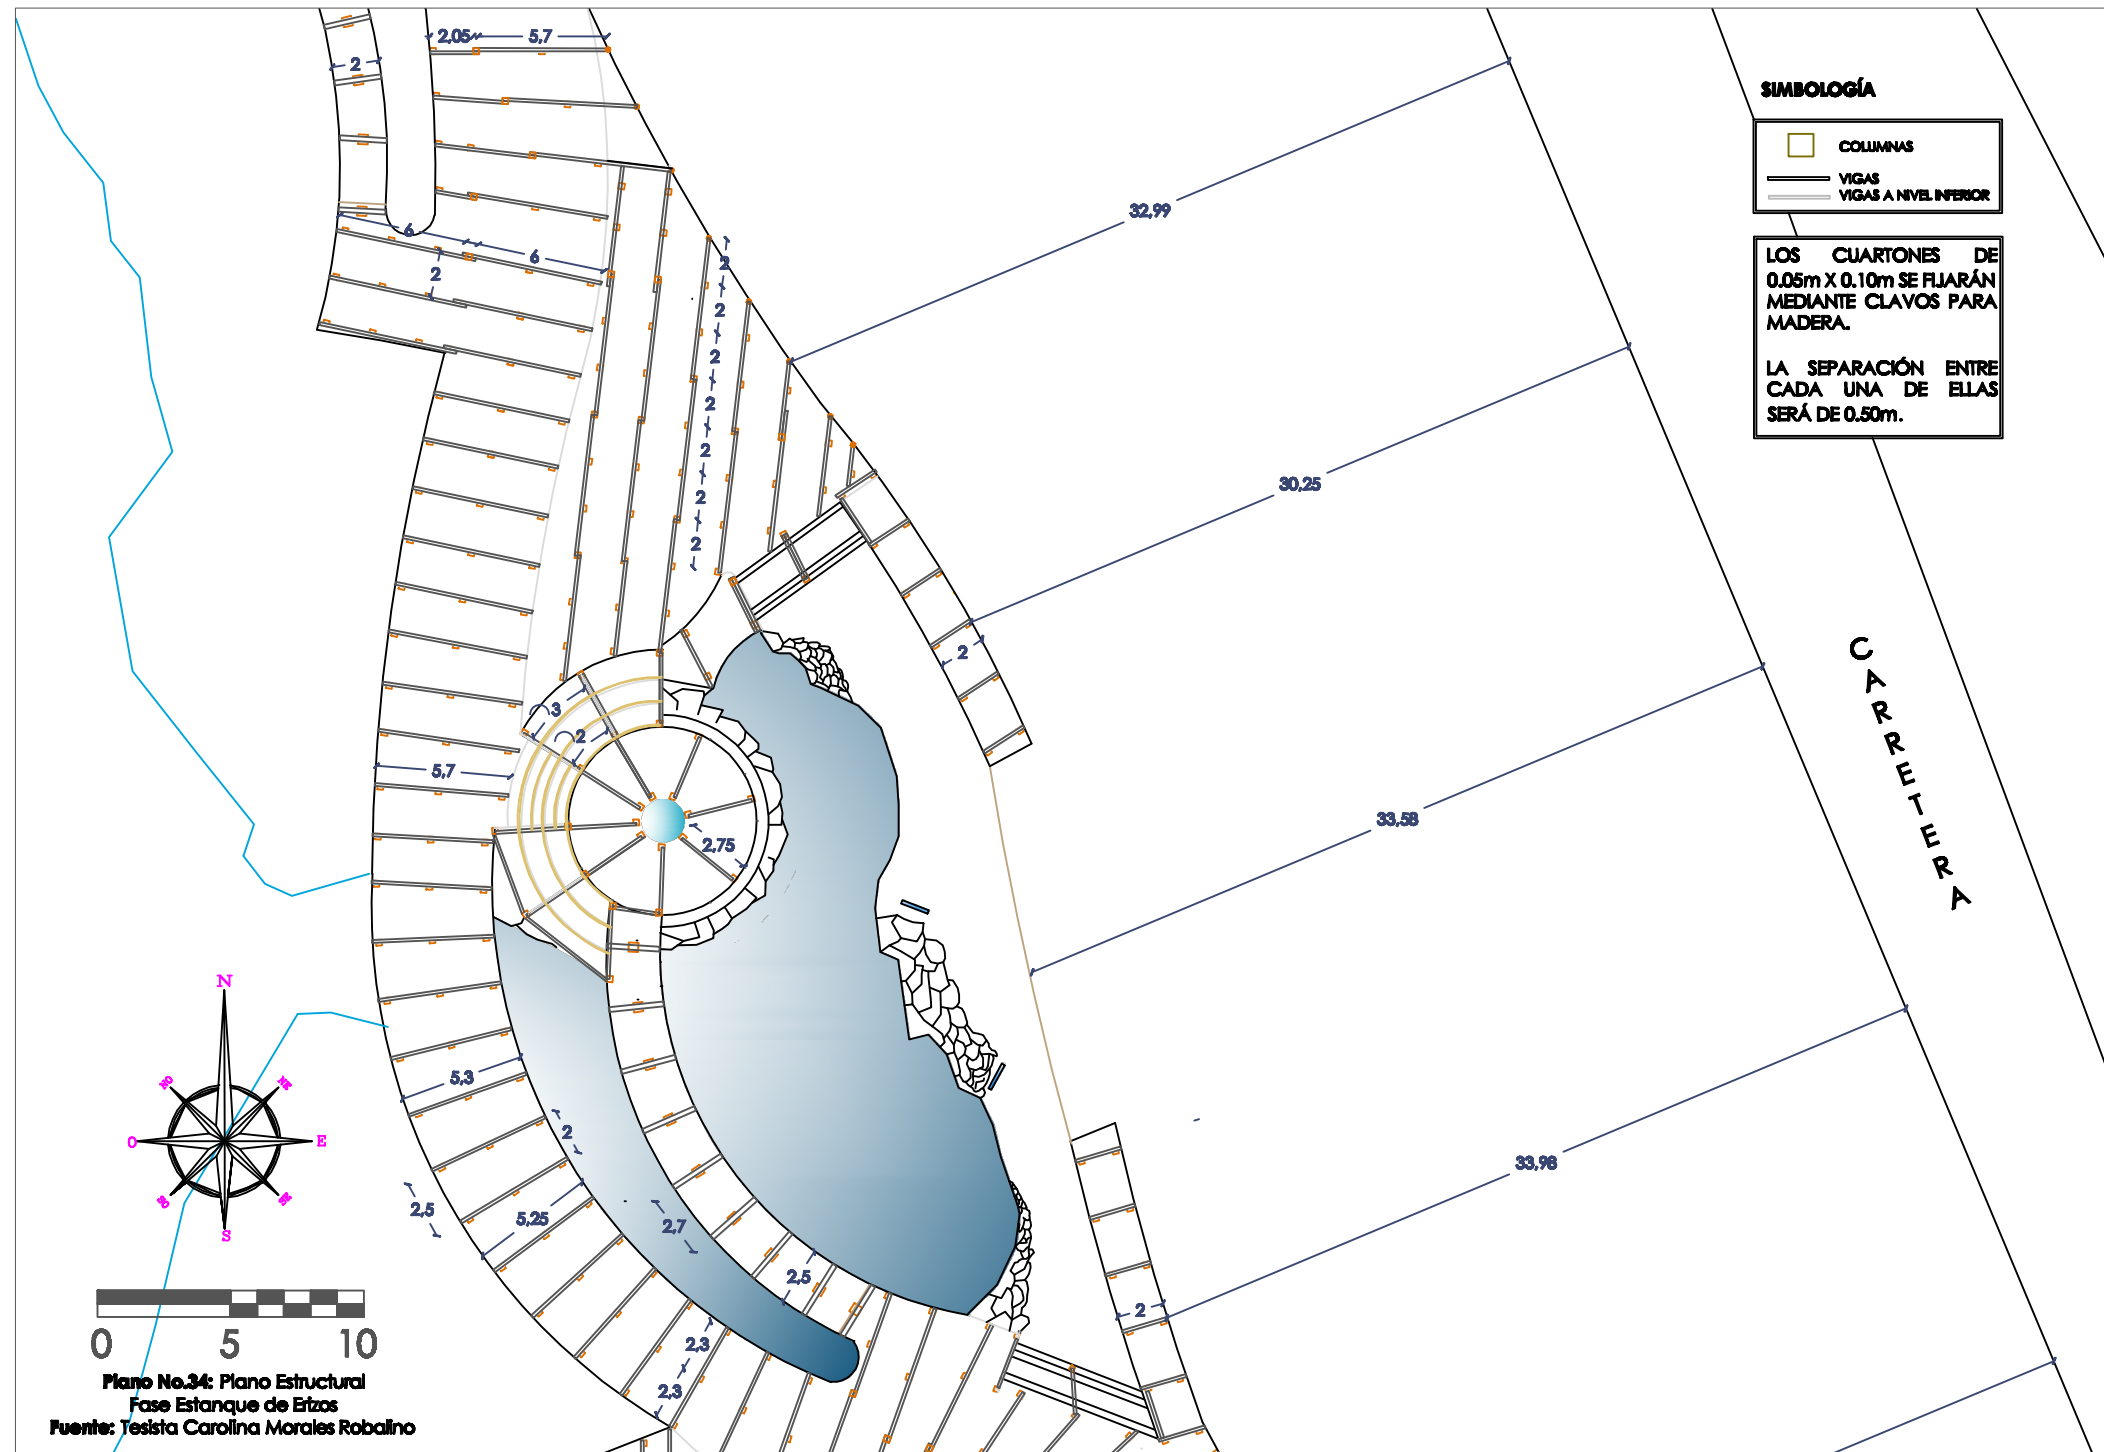 2,05
5,7
2
6
6
2
2
2
2
2
2
2
2
32,99
30,25
33,58
33,98
3
2
2,75
5,7
2
5,3
2
2,5
5,25
2,7
2,5
2,3
2,3
2
SIMBOLOGÍA
COLUMNAS
VIGAS
VIGAS A NIVEL INFERIOR
LOS CUARTONES DE
0.05m X 0.10m SE FIJARÁN
MEDIANTE CLAVOS PARA
MADERA.
LA SEPARACIÓN ENTRE
CADA UNA DE ELLAS
SERÁ DE 0.50m.
CARRETERA
N
NO
NE
O
E
SO
SE
S
0 5 10
Plano No.34: Plano Estructural
Fase Estanque de Erizos
Fuente: Tesista Carolina Morales Robalino